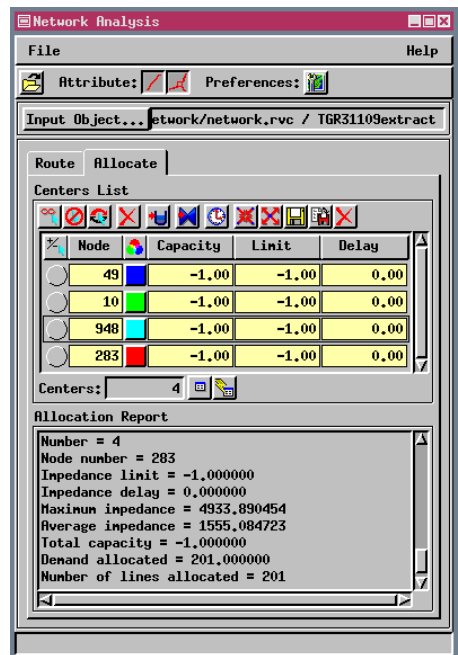 Network Analysis
File Help
Attribute: Preferences:
Input Object... etwork/network.rvc / TGR31109extract
Route Allocate
Centers List
Node Capacity Limit Delay
49 -1.00 -1.00 0.00
10 -1.00 -1.00 0.00
948 -1.00 -1.00 0.00
283 -1.00 -1.00 0.00
Centers: 4
Allocation Report
Number = 4
Node number = 283
Impedance limit = -1.000000
Impedance delay = 0.000000
Maximum impedance = 4933.890454
Average impedance = 1555.084723
Total capacity = -1.000000
Demand allocated = 201.000000
Number of lines allocated = 201